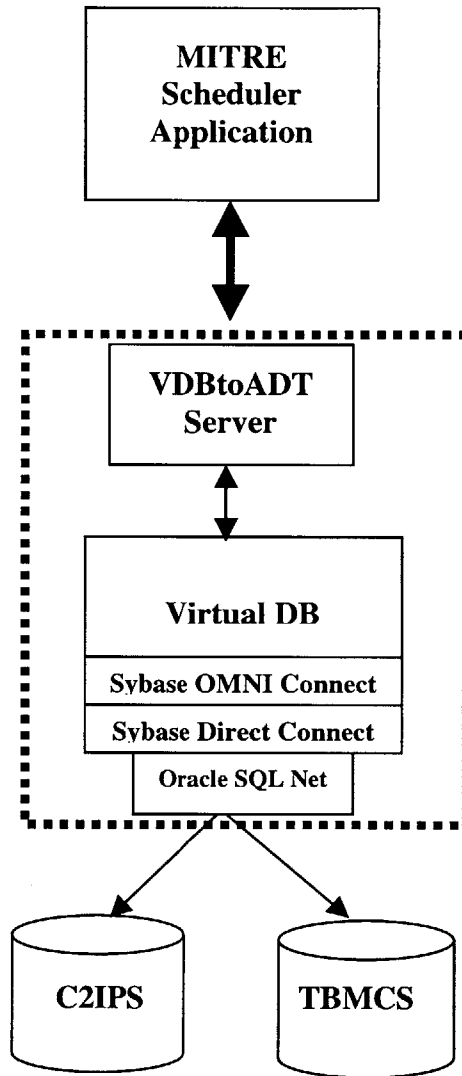 MITRE
Scheduler
Application
VDBtoADT
Server
Virtual DB
Sybase OMNI Connect
Sybase Direct Connect
Oracle SQL Net
C2IPS
TBMCS